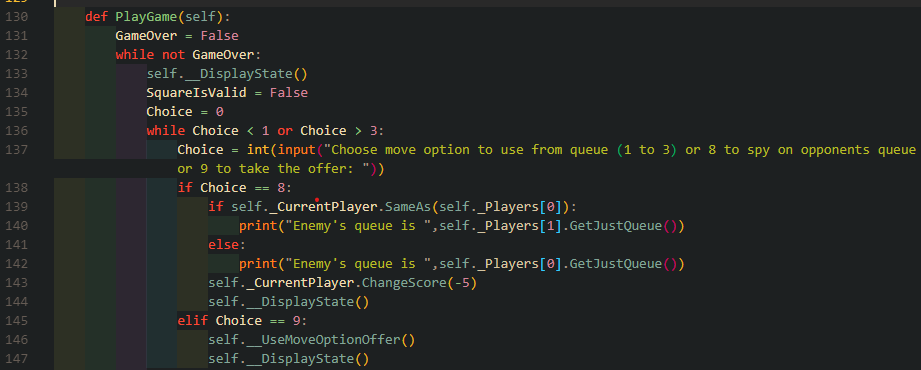 129
130 def PlayGame(self):
131 GameOver = False
132 while not GameOver:
133 self.__DisplayState()
134 SquareIsValid = False
135 Choice = 0
136 while Choice < 1 or Choice > 3:
137 Choice = int(input("Choose move option to use from queue (1 to 3) or 8 to spy on opponents queue
or 9 to take the offer: "))
138 if Choice == 8:
139 if self._CurrentPlayer.SameAs(self._Players[0]):
140 print("Enemy's queue is ",self._Players[1].GetJustQueue())
141 else:
142 print("Enemy's queue is ",self._Players[0].GetJustQueue())
143 self._CurrentPlayer.ChangeScore(-5)
144 self.__DisplayState()
145 elif Choice == 9:
146 self.__UseMoveOptionOffer()
147 self.__DisplayState()